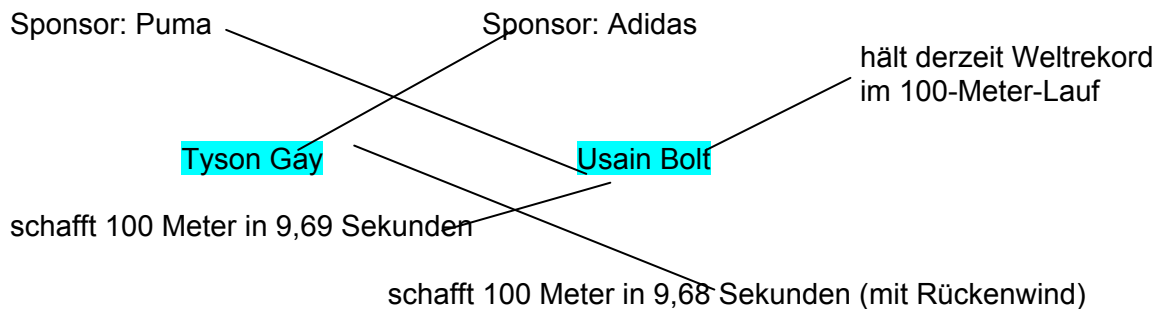 Sponsor: Puma
Sponsor: Adidas
hält derzeit Weltrekord
im 100-Meter-Lauf
Tyson Gay
Usain Bolt
schafft 100 Meter in 9,69 Sekunden
schafft 100 Meter in 9,68 Sekunden (mit Rückenwind)